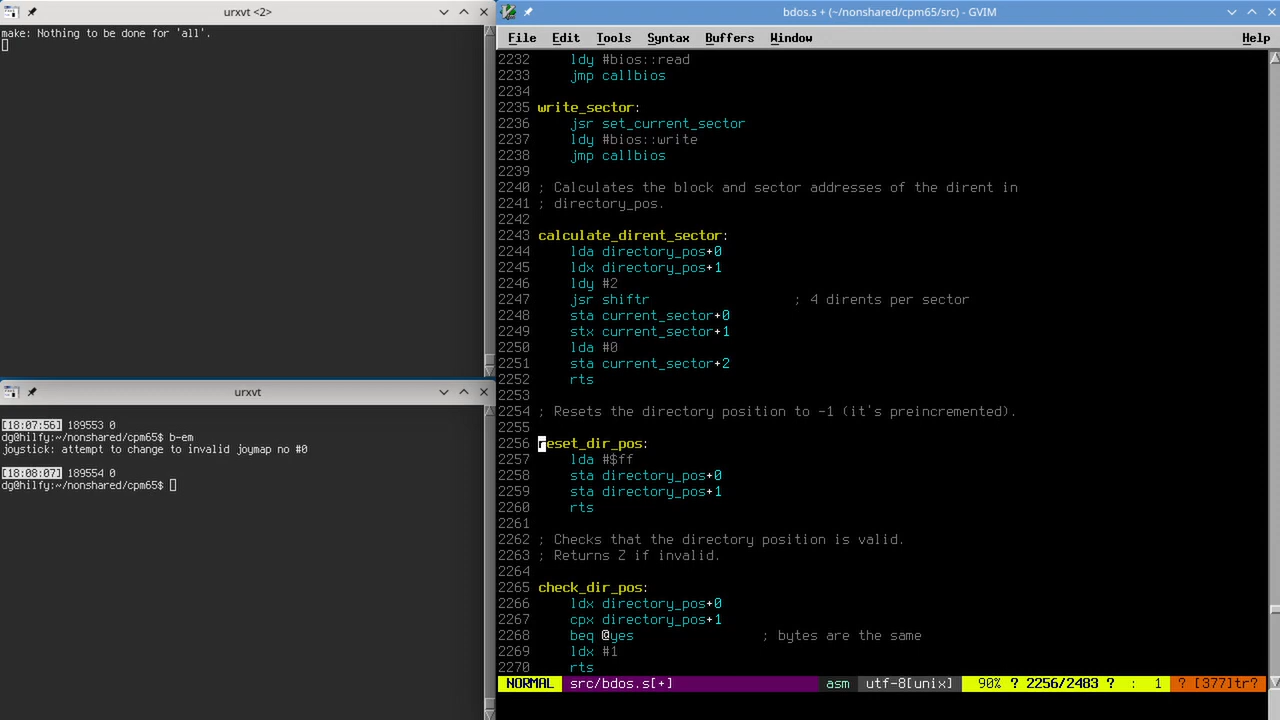 urxvt <2>
make: Nothing to be done for 'all'.
urxvt
[18:07:56] 189553 0
dg@hilfy:~/nonshared/cpm65$ b-em
joystick: attempt to change to invalid joymap no #0
[18:08:07] 189554 0
dg@hilfy:~/nonshared/cpm65$
bdos.s + (~/nonshared/cpm65/src) - GVIM
File Edit Tools Syntax Buffers Window Help
2232     ldy #bios::read
2233     jmp callbios
2234
2235 write_sector:
2236     jsr set_current_sector
2237     ldy #bios::write
2238     jmp callbios
2239
2240 ; Calculates the block and sector addresses of the dirent in
2241 ; directory_pos.
2242
2243 calculate_dirent_sector:
2244     lda directory_pos+0
2245     ldx directory_pos+1
2246     ldy #2
2247     jsr shiftr                  ; 4 dirents per sector
2248     sta current_sector+0
2249     stx current_sector+1
2250     lda #0
2251     sta current_sector+2
2252     rts
2253
2254 ; Resets the directory position to -1 (it's preincremented).
2255
2256 reset_dir_pos:
2257     lda #$ff
2258     sta directory_pos+0
2259     sta directory_pos+1
2260     rts
2261
2262 ; Checks that the directory position is valid.
2263 ; Returns Z if invalid.
2264
2265 check_dir_pos:
2266     ldx directory_pos+0
2267     cpx directory_pos+1
2268     beq @yes                ; bytes are the same
2269     ldx #1
2270     rts
NORMAL src/bdos.s[+] asm utf-8[unix] 90% ? 2256/2483 ? : 1 ? [377]tr?